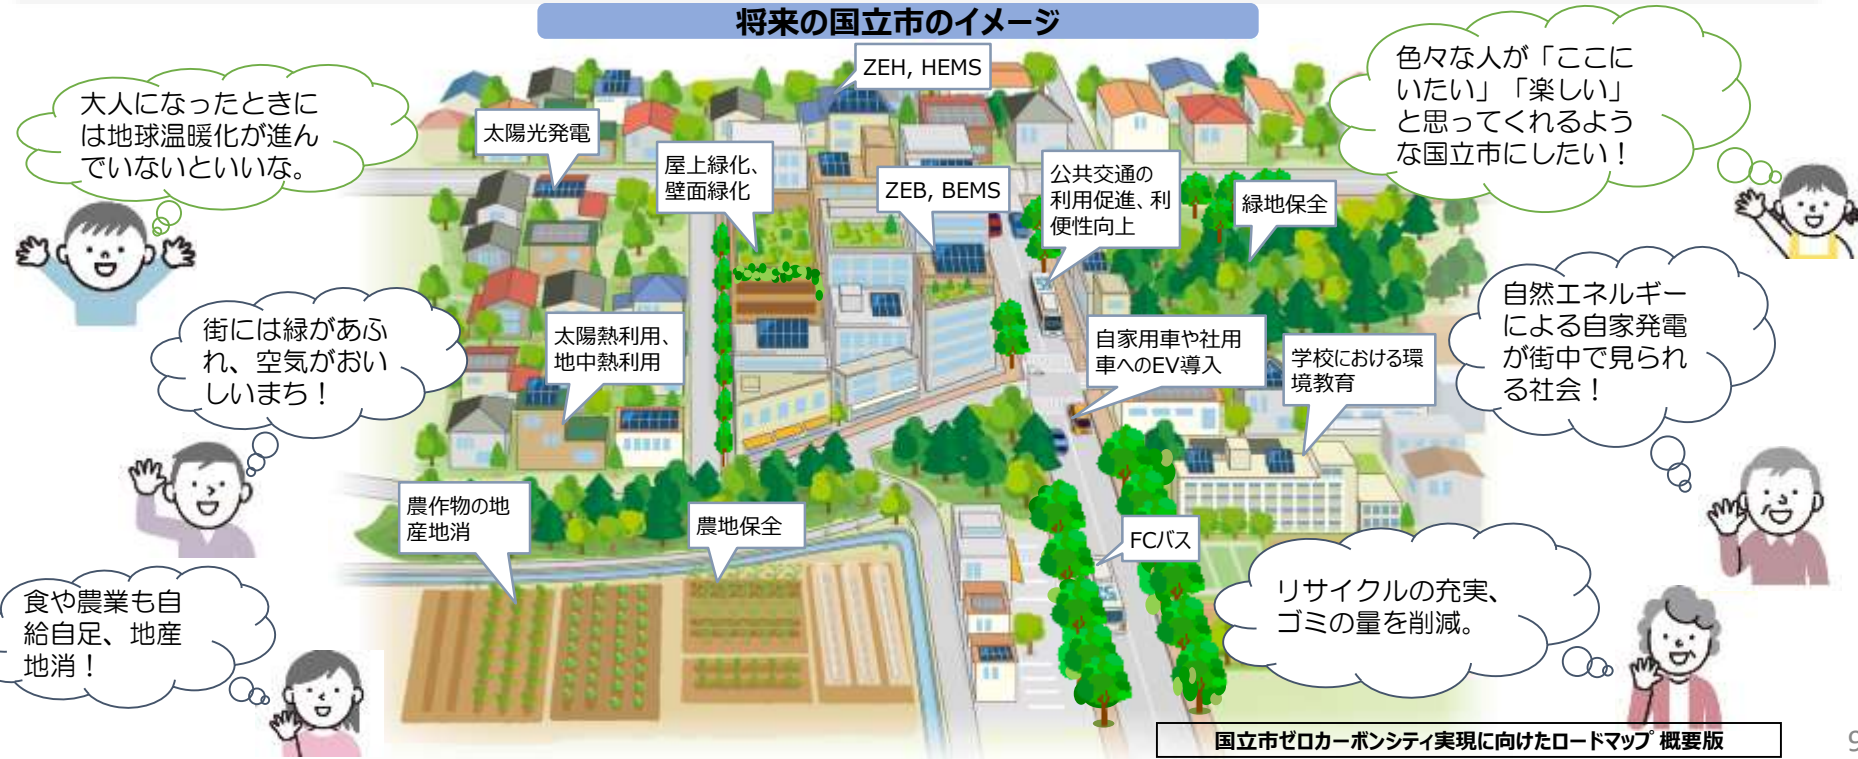 将来の国立市のイメージ
大人になったときに
は地球温暖化が進ん
でいないといいな。
色々な人が「ここに
いたい」「楽しい」
と思ってくれるよう
な国立市にしたい！
ZEH, HEMS
太陽光発電
屋上緑化、
壁面緑化
ZEB, BEMS
公共交通の
利用促進、利
便性向上
緑地保全
街には緑があふ
れ、空気がおい
しいまち！
太陽熱利用、
地中熱利用
自家用車や社用
車へのEV導入
学校における環
境教育
自然エネルギー
による自家発電
が街中で見られ
る社会！
農作物の地
産地消
農地保全
FCバス
食や農業も自
給自足、地産
地消！
リサイクルの充実、
ゴミの量を削減。
国立市ゼロカーボンシティ実現に向けたロードマップ 概要版
9